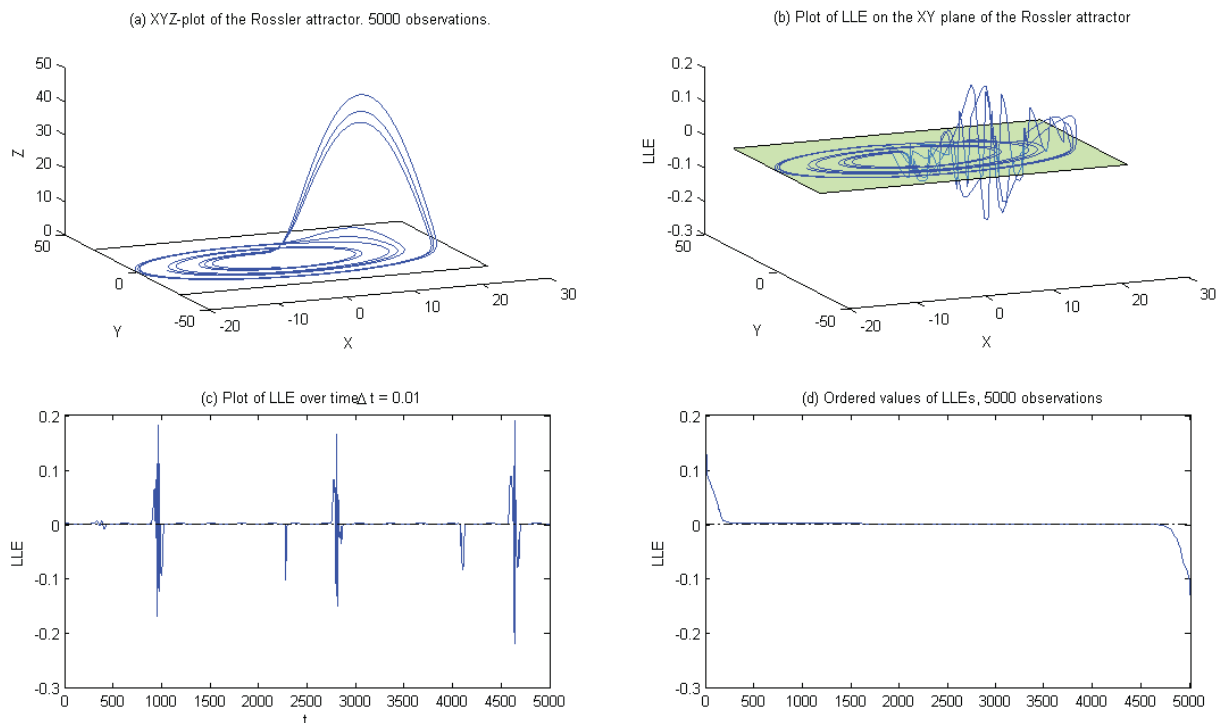 (a) XYZ-plot of the Rossler attractor. 5000 observations.
50
40
30
20
10
0
Z
50
0
-50
Y
-20
-10
0
10
20
30
X
(b) Plot of LLE on the XY plane of the Rossler attractor
0.2
0.1
0
-0.1
-0.2
-0.3
LLE
50
0
-50
Y
-20
-10
0
10
20
30
X
(c) Plot of LLE over time,Δ t = 0.01
0.2
0.1
0
-0.1
-0.2
-0.3
LLE
0 500 1000 1500 2000 2500 3000 3500 4000 4500 5000
t
(d) Ordered values of LLEs, 5000 observations
0.2
0.1
0
-0.1
-0.2
-0.3
LLE
0 500 1000 1500 2000 2500 3000 3500 4000 4500 5000